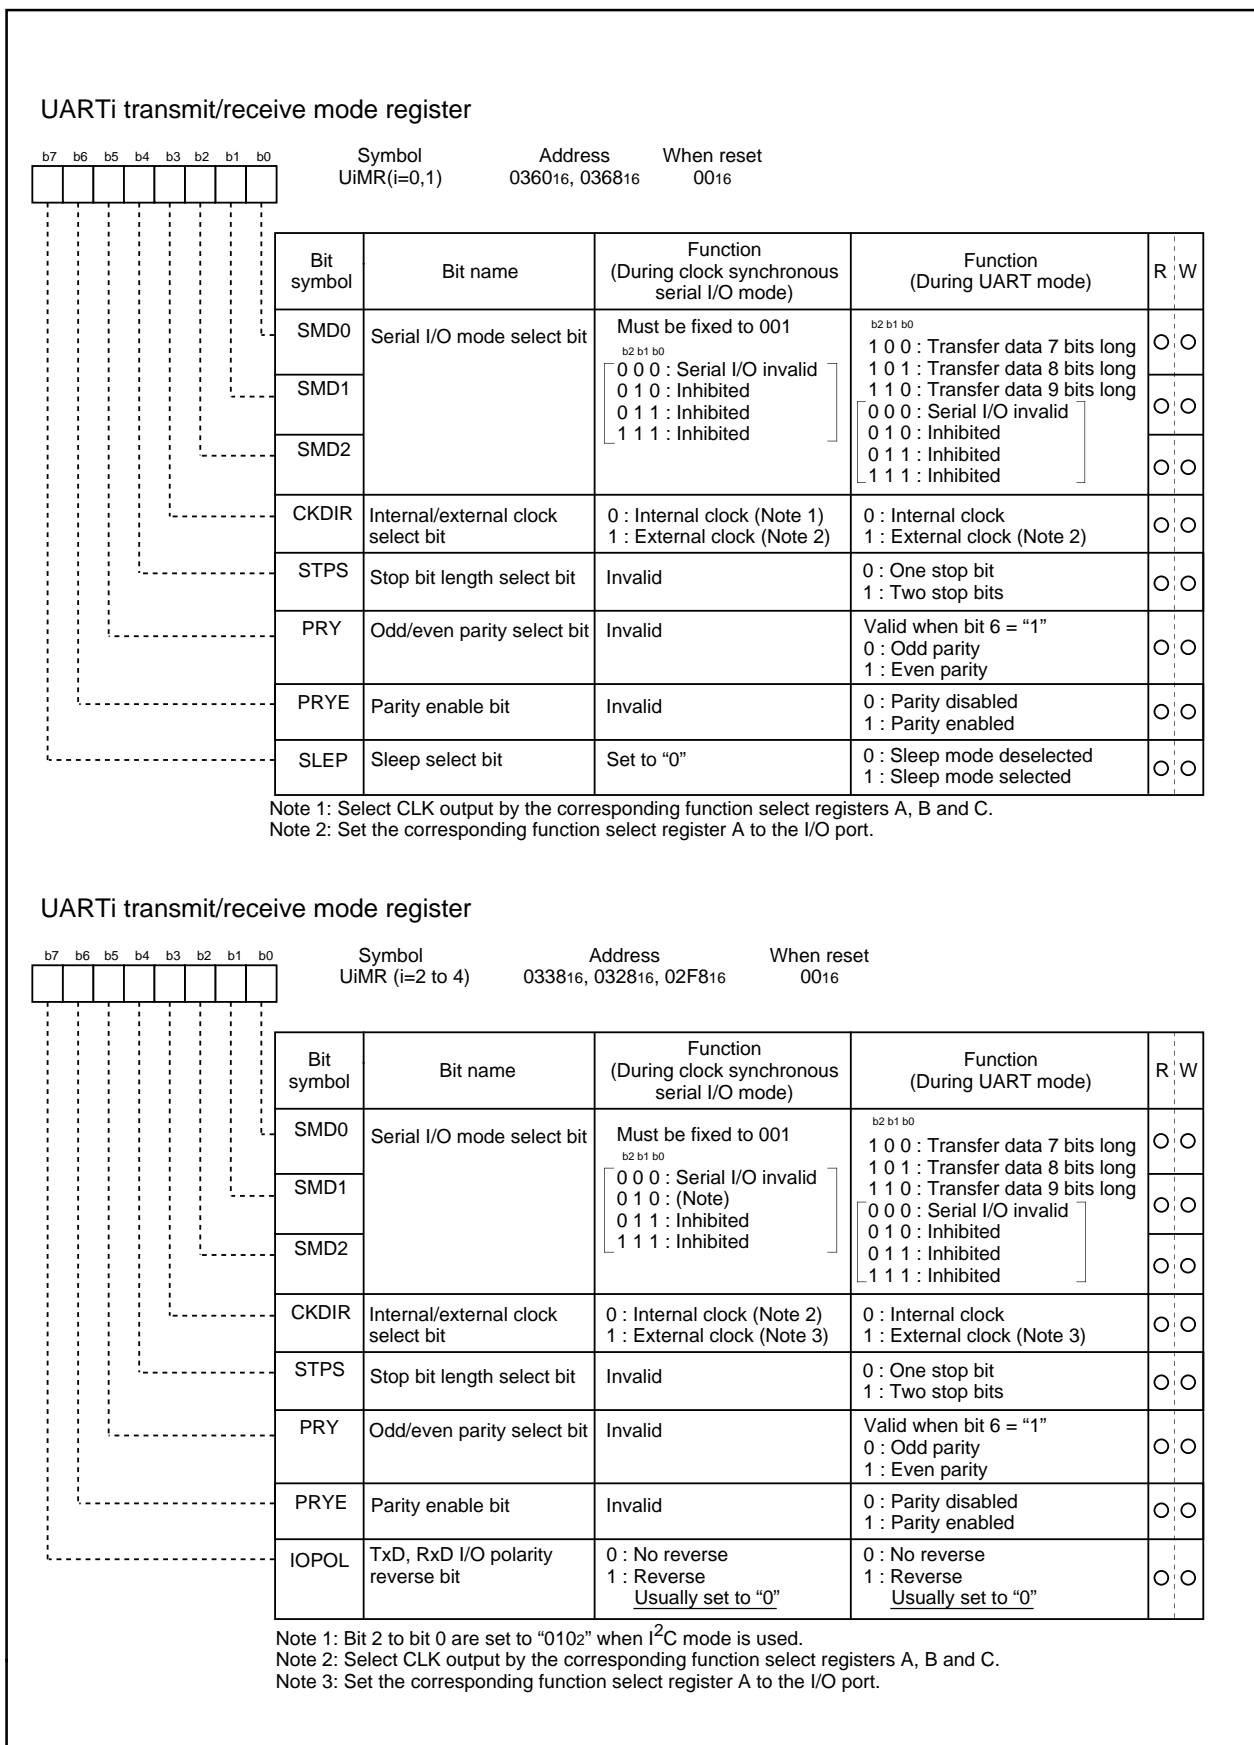 UARTi transmit/receive mode register
b7 b6 b5 b4 b3 b2 b1 b0
Symbol Address When reset
UiMR(i=0,1) 036016, 036816 0016
Bit symbol Bit name Function (During clock synchronous serial I/O mode) Function (During UART mode) R W
SMD0 Serial I/O mode select bit
SMD1
SMD2
Must be fixed to 001
b2 b1 b0
0 0 0 : Serial I/O invalid
0 1 0 : Inhibited
0 1 1 : Inhibited
1 1 1 : Inhibited
b2 b1 b0
1 0 0 : Transfer data 7 bits long
1 0 1 : Transfer data 8 bits long
1 1 0 : Transfer data 9 bits long
0 0 0 : Serial I/O invalid
0 1 0 : Inhibited
0 1 1 : Inhibited
1 1 1 : Inhibited
CKDIR Internal/external clock select bit
0 : Internal clock (Note 1)
1 : External clock (Note 2)
0 : Internal clock
1 : External clock (Note 2)
STPS Stop bit length select bit Invalid
0 : One stop bit
1 : Two stop bits
PRY Odd/even parity select bit Invalid
Valid when bit 6 = “1”
0 : Odd parity
1 : Even parity
PRYE Parity enable bit Invalid
0 : Parity disabled
1 : Parity enabled
SLEP Sleep select bit Set to “0”
0 : Sleep mode deselected
1 : Sleep mode selected
Note 1: Select CLK output by the corresponding function select registers A, B and C.
Note 2: Set the corresponding function select register A to the I/O port.
UARTi transmit/receive mode register
b7 b6 b5 b4 b3 b2 b1 b0
Symbol Address When reset
UiMR (i=2 to 4) 033816, 032816, 02F816 0016
Bit symbol Bit name Function (During clock synchronous serial I/O mode) Function (During UART mode) R W
SMD0 Serial I/O mode select bit
SMD1
SMD2
Must be fixed to 001
b2 b1 b0
0 0 0 : Serial I/O invalid
0 1 0 : (Note)
0 1 1 : Inhibited
1 1 1 : Inhibited
b2 b1 b0
1 0 0 : Transfer data 7 bits long
1 0 1 : Transfer data 8 bits long
1 1 0 : Transfer data 9 bits long
0 0 0 : Serial I/O invalid
0 1 0 : Inhibited
0 1 1 : Inhibited
1 1 1 : Inhibited
CKDIR Internal/external clock select bit
0 : Internal clock (Note 2)
1 : External clock (Note 3)
0 : Internal clock
1 : External clock (Note 3)
STPS Stop bit length select bit Invalid
0 : One stop bit
1 : Two stop bits
PRY Odd/even parity select bit Invalid
Valid when bit 6 = “1”
0 : Odd parity
1 : Even parity
PRYE Parity enable bit Invalid
0 : Parity disabled
1 : Parity enabled
IOPOL TxD, RxD I/O polarity reverse bit
0 : No reverse
1 : Reverse
Usually set to “0”
0 : No reverse
1 : Reverse
Usually set to “0”
Note 1: Bit 2 to bit 0 are set to “0102” when I2C mode is used.
Note 2: Select CLK output by the corresponding function select registers A, B and C.
Note 3: Set the corresponding function select register A to the I/O port.